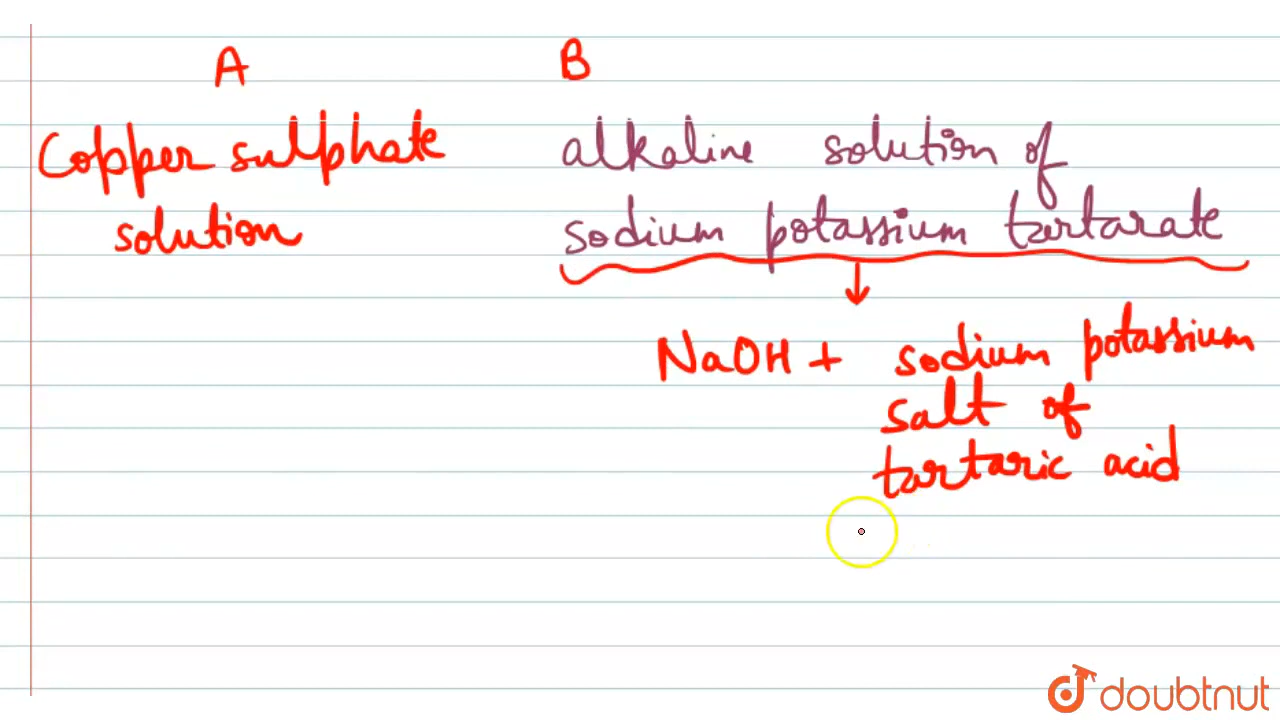 A
B
Copper sulphate
solution
alkaline solution of
sodium potassium tartarate
NaOH + sodium potassium
salt of
tartaric acid
doubtnut